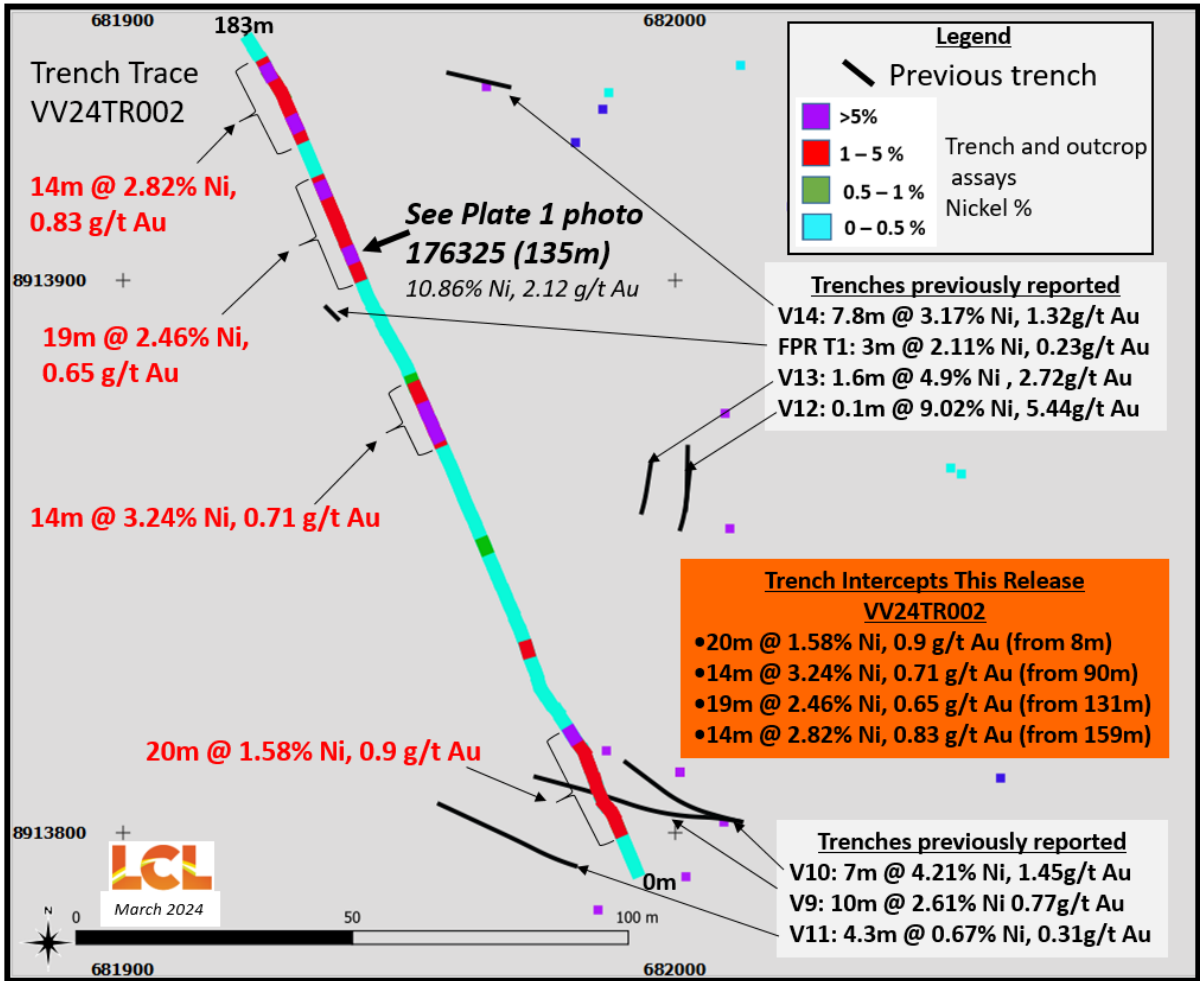 681900
682000
183m
Trench Trace
VV24TR002
14m @ 2.82% Ni,
0.83 g/t Au
See Plate 1 photo
176325 (135m)
10.86% Ni, 2.12 g/t Au
8913900
19m @ 2.46% Ni,
0.65 g/t Au
14m @ 3.24% Ni, 0.71 g/t Au
20m @ 1.58% Ni, 0.9 g/t Au
8913800
0m
Legend
Previous trench
>5%
1 – 5 %
0.5 – 1 %
0 – 0.5 %
Trench and outcrop
assays
Nickel %
Trenches previously reported
V14: 7.8m @ 3.17% Ni, 1.32g/t Au
FPR T1: 3m @ 2.11% Ni, 0.23g/t Au
V13: 1.6m @ 4.9% Ni , 2.72g/t Au
V12: 0.1m @ 9.02% Ni, 5.44g/t Au
Trench Intercepts This Release
VV24TR002
•20m @ 1.58% Ni, 0.9 g/t Au (from 8m)
•14m @ 3.24% Ni, 0.71 g/t Au (from 90m)
•19m @ 2.46% Ni, 0.65 g/t Au (from 131m)
•14m @ 2.82% Ni, 0.83 g/t Au (from 159m)
Trenches previously reported
V10: 7m @ 4.21% Ni, 1.45g/t Au
V9: 10m @ 2.61% Ni 0.77g/t Au
V11: 4.3m @ 0.67% Ni, 0.31g/t Au
LCL
March 2024
N
0
50
100 m
681900
682000